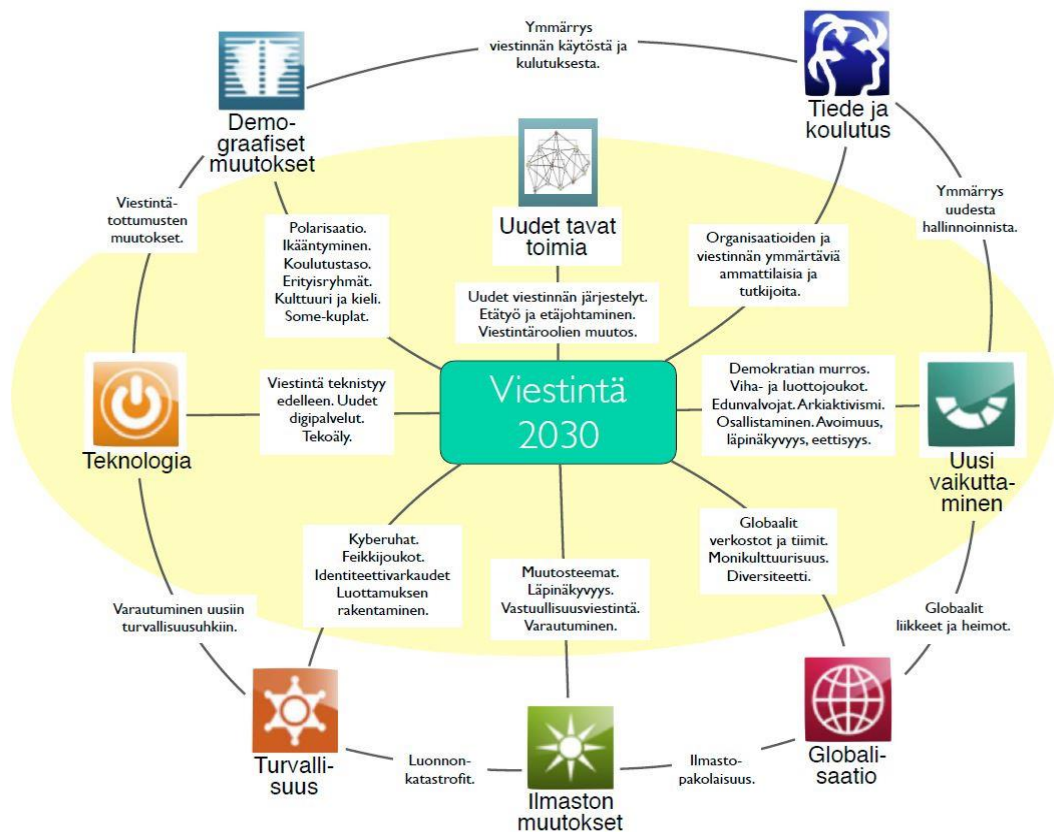 Ymmärrys
viestinnän käytöstä ja
kulutuksesta.
Demo-
graafiset
muutokset
Tiede ja
koulutus
Viestintä-
tottumusten
muutokset.
Uudet tavat
toimia
Ymmärrys
uudesta
hallinnoinnista.
Polarisaatio.
Ikääntyminen.
Koulutustaso.
Erityisryhmät.
Kulttuuri ja kieli.
Some-kuplat.
Uudet viestinnän järjestelyt.
Etätyö ja etäjohtaminen.
Viestintäroolien muutos.
Organisaatioiden ja
viestinnän ymmärtäviä
ammattilaisia ja
tutkijoita.
Teknologia
Viestintä teknistyy
edelleen. Uudet
digipalvelut.
Tekoäly.
Viestintä
2030
Demokratian murros.
Viha- ja luottojoukot.
Edunvalvojat. Arkiaktivismi.
Osallistaminen. Avoimuus,
läpinäkyvyys, eettisyys.
Uusi
vaikutta-
minen
Kyberuhat.
Feikkijoukot.
Identiteettivarkaudet
Luottamuksen
rakentaminen.
Muutosteemat.
Läpinäkyvyys.
Vastuullisuusviestintä.
Varautuminen.
Globaalit
verkostot ja tiimit.
Monikulttuurisuus.
Diversiteetti.
Varautuminen uusiin
turvallisuusuhkiin.
Globaalit
liikkeet ja heimot.
Turvalli-
suus
Luonnon-
katastrofit.
Ilmaston
muutokset
Ilmasto-
pakolaisuus.
Globali-
saatio